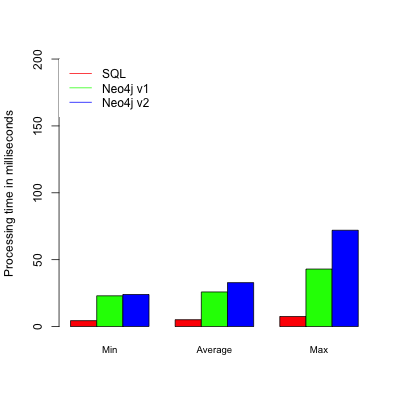 Processing time in milliseconds
200
150
100
50
0
SQL
Neo4j v1
Neo4j v2
Min Average Max